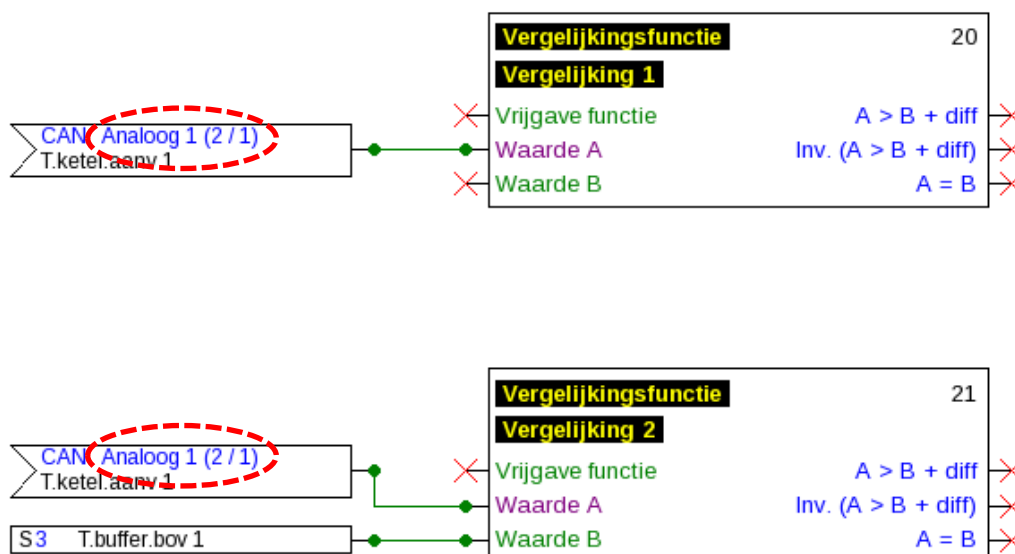 Vergelijkingsfunctie 20
Vergelijking 1
Vrijgave functie A > B + diff
CAN Analoog 1 (2 / 1)
T.ketel.aanv 1
Waarde A Inv. (A > B + diff)
Waarde B A = B
Vergelijkingsfunctie 21
Vergelijking 2
CAN Analoog 1 (2 / 1)
T.ketel.aanv 1
Vrijgave functie A > B + diff
Waarde A Inv. (A > B + diff)
S3 T.buffer.bov 1
Waarde B A = B